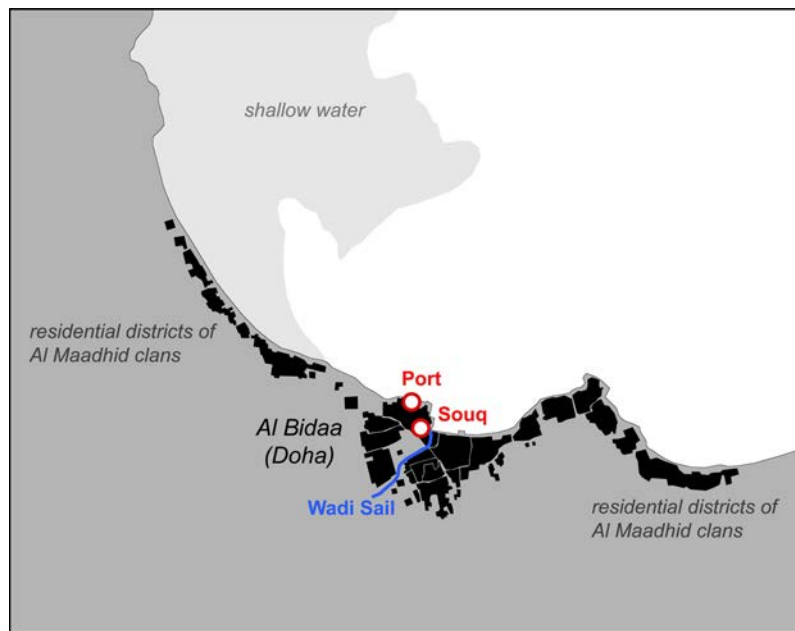 shallow water
residential districts of
Al Maadhid clans
Port
Souq
Al Bidaa
(Doha)
Wadi Sail
residential districts of
Al Maadhid clans